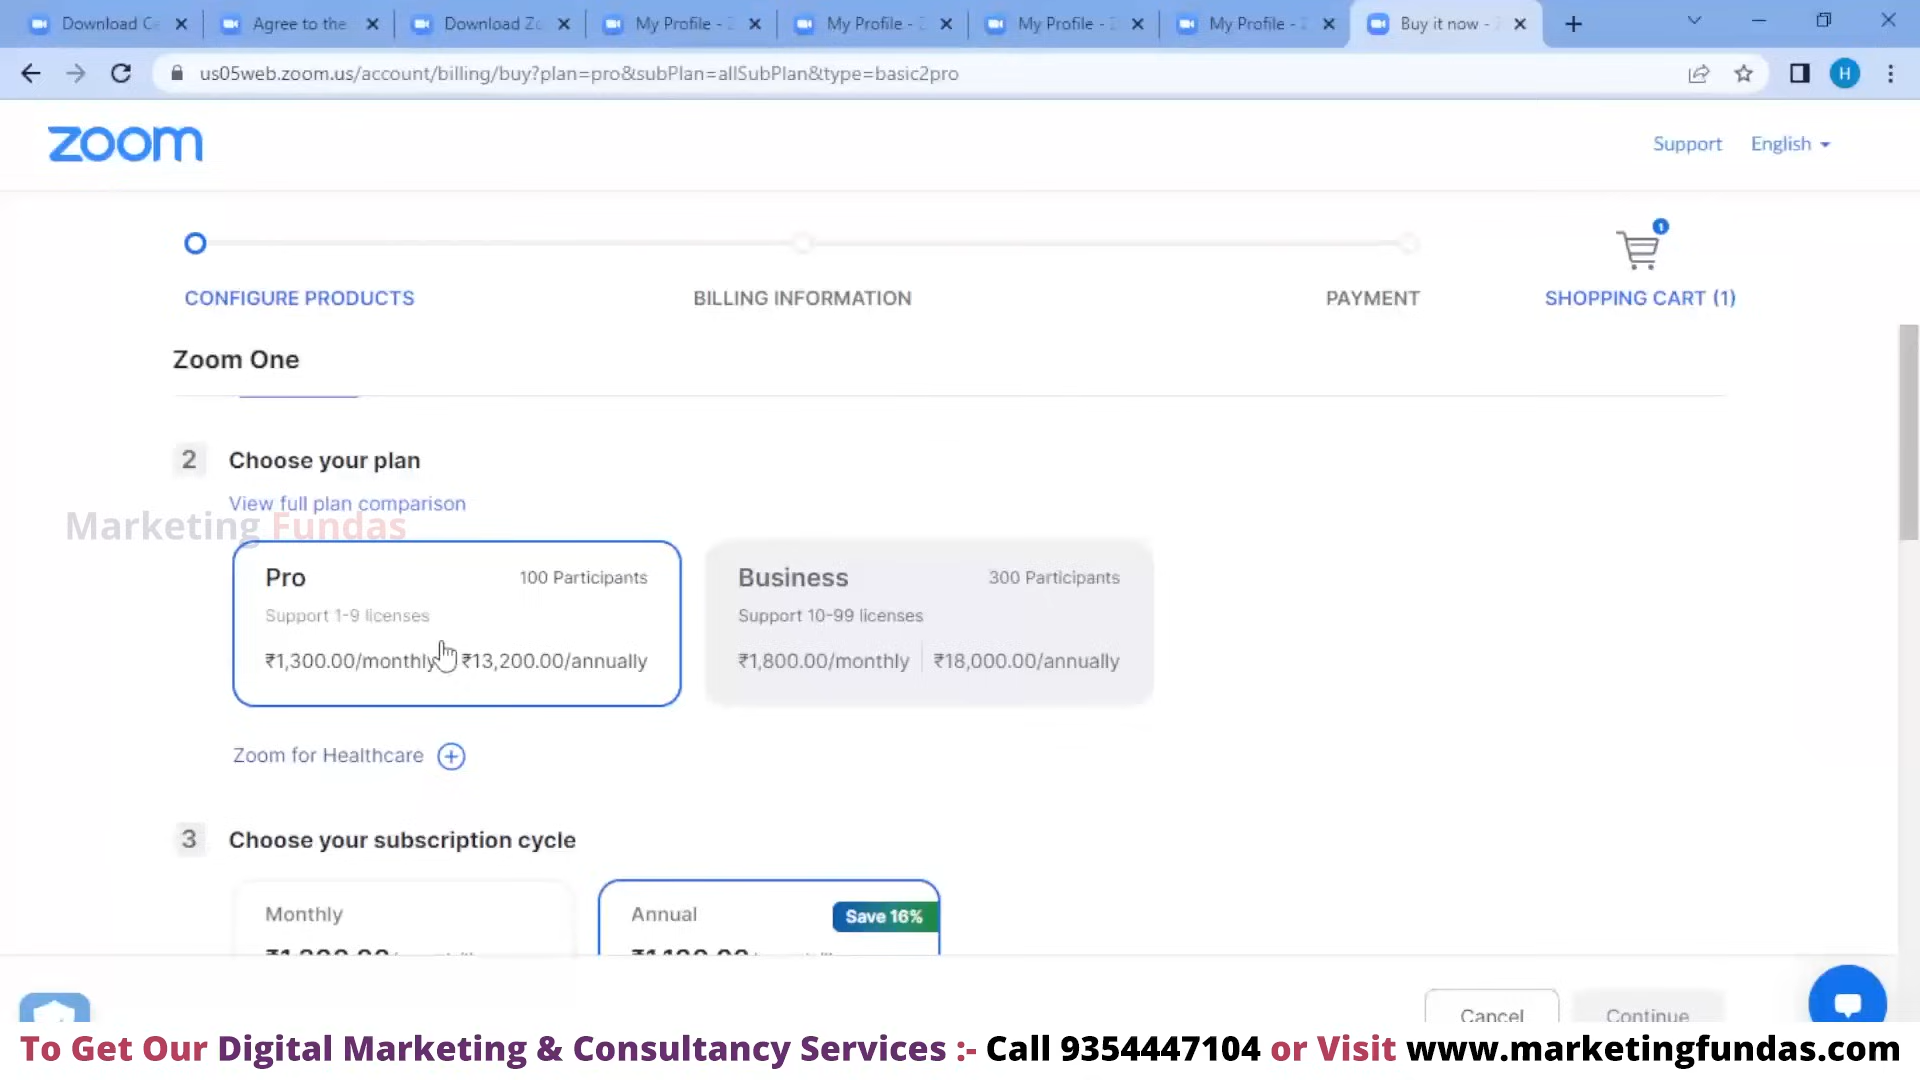 Download Ce
Agree to the
Download Zo
My Profile - Z
My Profile - Z
My Profile - Z
My Profile - Z
Buy it now - Z
us05web.zoom.us/account/billing/buy?plan=pro&subPlan=allSubPlan&type=basic2pro
H
zoom
Support English
1
CONFIGURE PRODUCTS BILLING INFORMATION PAYMENT SHOPPING CART (1)
Zoom One
2 Choose your plan
View full plan comparison
Marketing Fundas
Pro 100 Participants
Support 1-9 licenses
₹1,300.00/monthly ₹13,200.00/annually
Business 300 Participants
Support 10-99 licenses
₹1,800.00/monthly ₹18,000.00/annually
Zoom for Healthcare
3 Choose your subscription cycle
Monthly
Annual Save 16%
Cancel Continue
To Get Our Digital Marketing & Consultancy Services :- Call 9354447104 or Visit www.marketingfundas.com